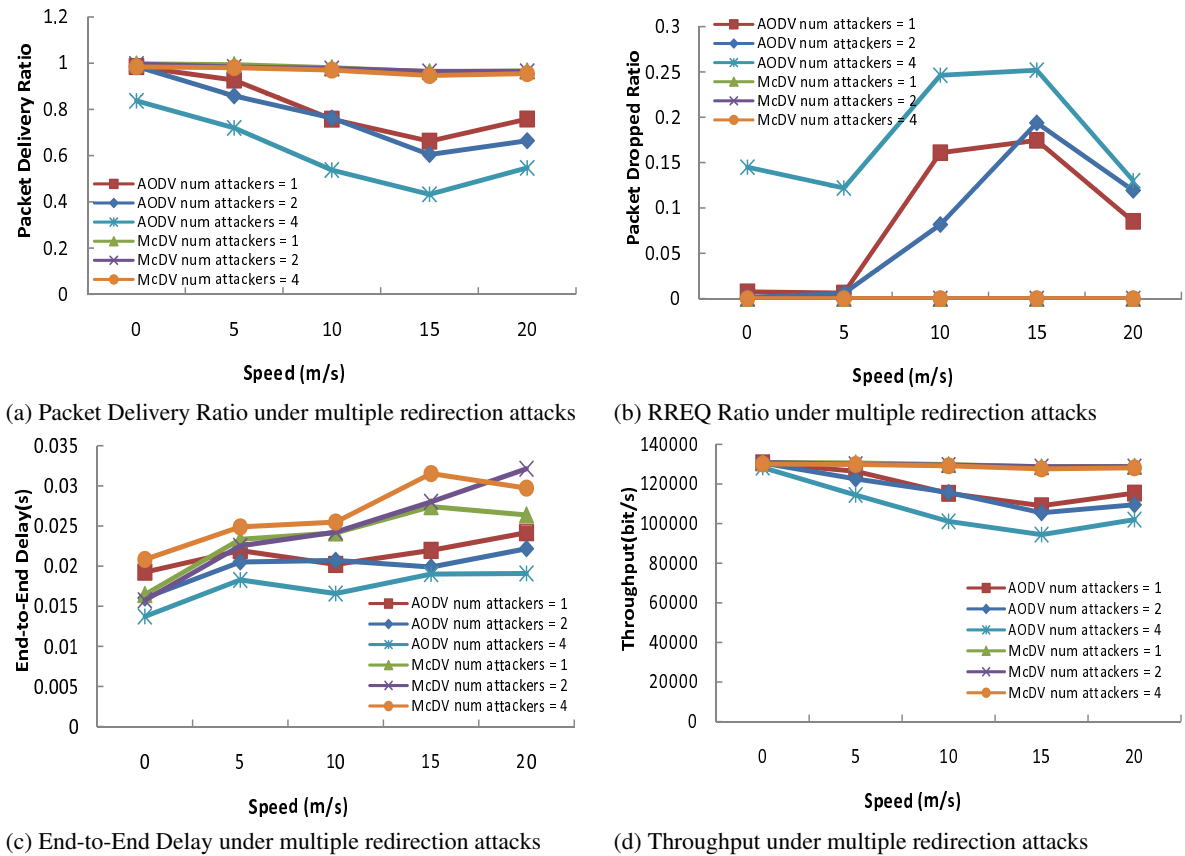 1.2
1
0.8
0.6
0.4
0.2
0
Packet Delivery Ratio
AODV num attackers = 1
AODV num attackers = 2
AODV num attackers = 4
McDV num attackers = 1
McDV num attackers = 2
McDV num attackers = 4
0 5 10 15 20
Speed (m/s)
(a) Packet Delivery Ratio under multiple redirection attacks
0.3
0.25
0.2
0.15
0.1
0.05
0
Packet Dropped Ratio
AODV num attackers = 1
AODV num attackers = 2
AODV num attackers = 4
McDV num attackers = 1
McDV num attackers = 2
McDV num attackers = 4
0 5 10 15 20
Speed (m/s)
(b) RREQ Ratio under multiple redirection attacks
0.035
0.03
0.025
0.02
0.015
0.01
0.005
0
End-to-End Delay(s)
AODV num attackers = 1
AODV num attackers = 2
AODV num attackers = 4
McDV num attackers = 1
McDV num attackers = 2
McDV num attackers = 4
0 5 10 15 20
Speed (m/s)
(c) End-to-End Delay under multiple redirection attacks
140000
120000
100000
80000
60000
40000
20000
0
Throughput(bit/s)
AODV num attackers = 1
AODV num attackers = 2
AODV num attackers = 4
McDV num attackers = 1
McDV num attackers = 2
McDV num attackers = 4
0 5 10 15 20
Speed (m/s)
(d) Throughput under multiple redirection attacks